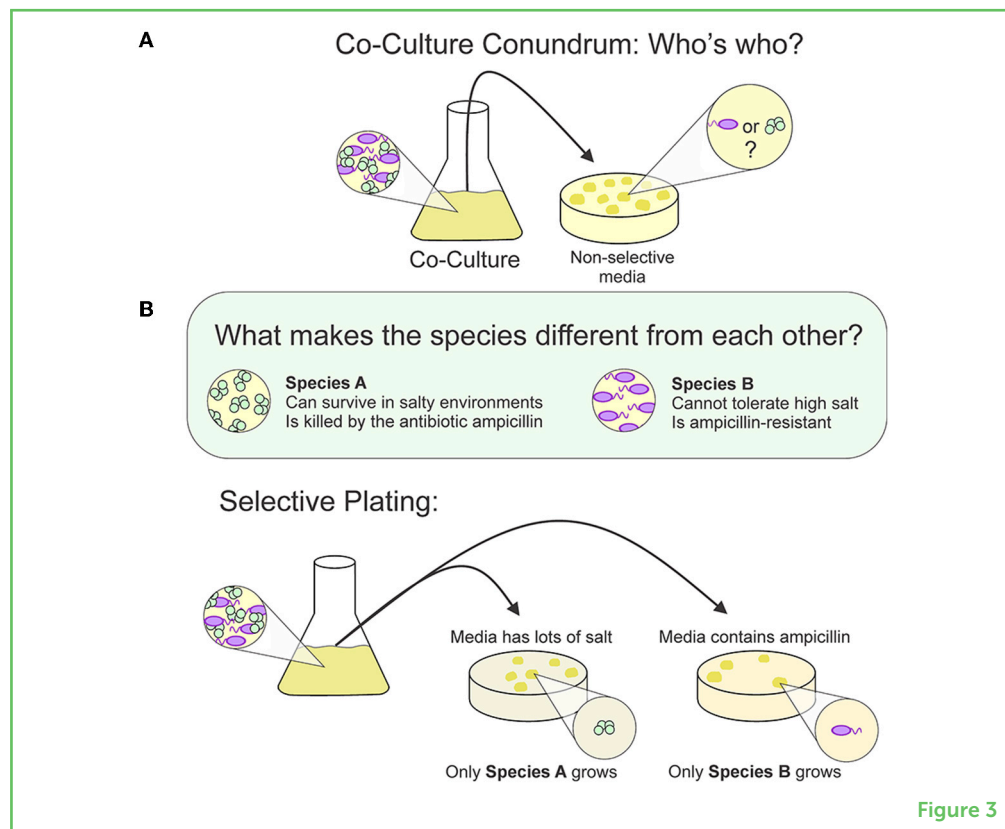 A
Co-Culture Conundrum: Who's who?
or
?
Co-Culture
Non-selective
media
B
What makes the species different from each other?
Species A
Can survive in salty environments
Is killed by the antibiotic ampicillin
Species B
Cannot tolerate high salt
Is ampicillin-resistant
Selective Plating:
Media has lots of salt
Media contains ampicillin
Only Species A grows
Only Species B grows
Figure 3